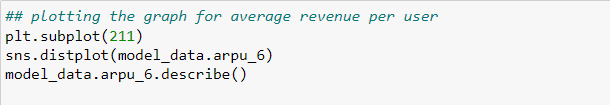 ## plotting the graph for average revenue per user
plt.subplot(211)
sns.distplot(model_data.arpu_6)
model_data.arpu_6.describe()